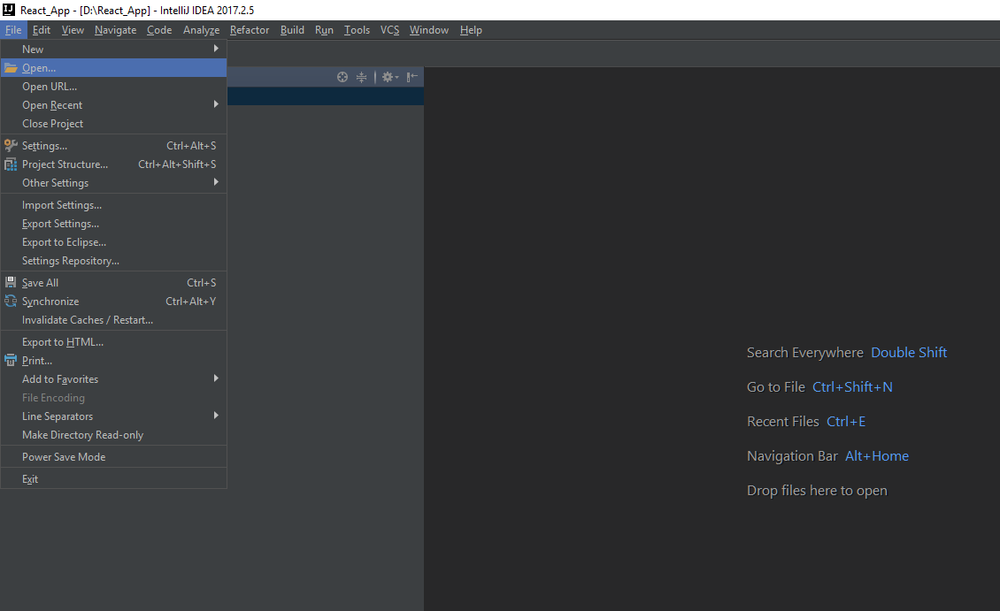 React_App - [D:\React_App] - IntelliJ IDEA 2017.2.5
File Edit View Navigate Code Analyze Refactor Build Run Tools VCS Window Help
New
Open...
Open URL...
Open Recent
Close Project
Settings... Ctrl+Alt+S
Project Structure... Ctrl+Alt+Shift+S
Other Settings
Import Settings...
Export Settings...
Export to Eclipse...
Settings Repository...
Save All Ctrl+S
Synchronize Ctrl+Alt+Y
Invalidate Caches / Restart...
Export to HTML...
Print...
Add to Favorites
File Encoding
Line Separators
Make Directory Read-only
Power Save Mode
Exit
Search Everywhere Double Shift
Go to File Ctrl+Shift+N
Recent Files Ctrl+E
Navigation Bar Alt+Home
Drop files here to open